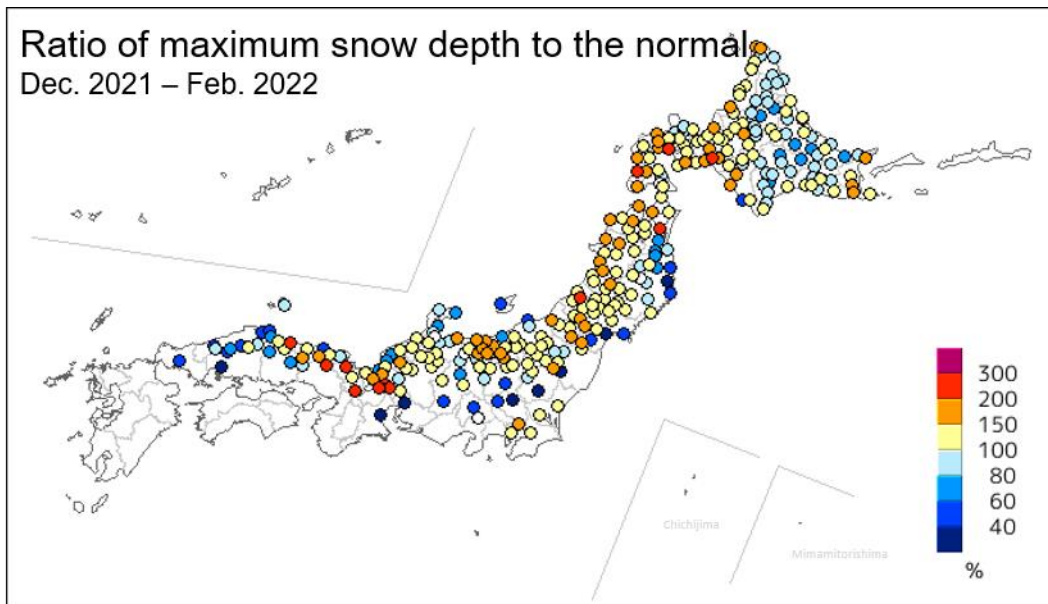 Ratio of maximum snow depth to the normal
Dec. 2021 – Feb. 2022
300
200
150
100
80
60
40
%
Chichijima
Mimamitorishima